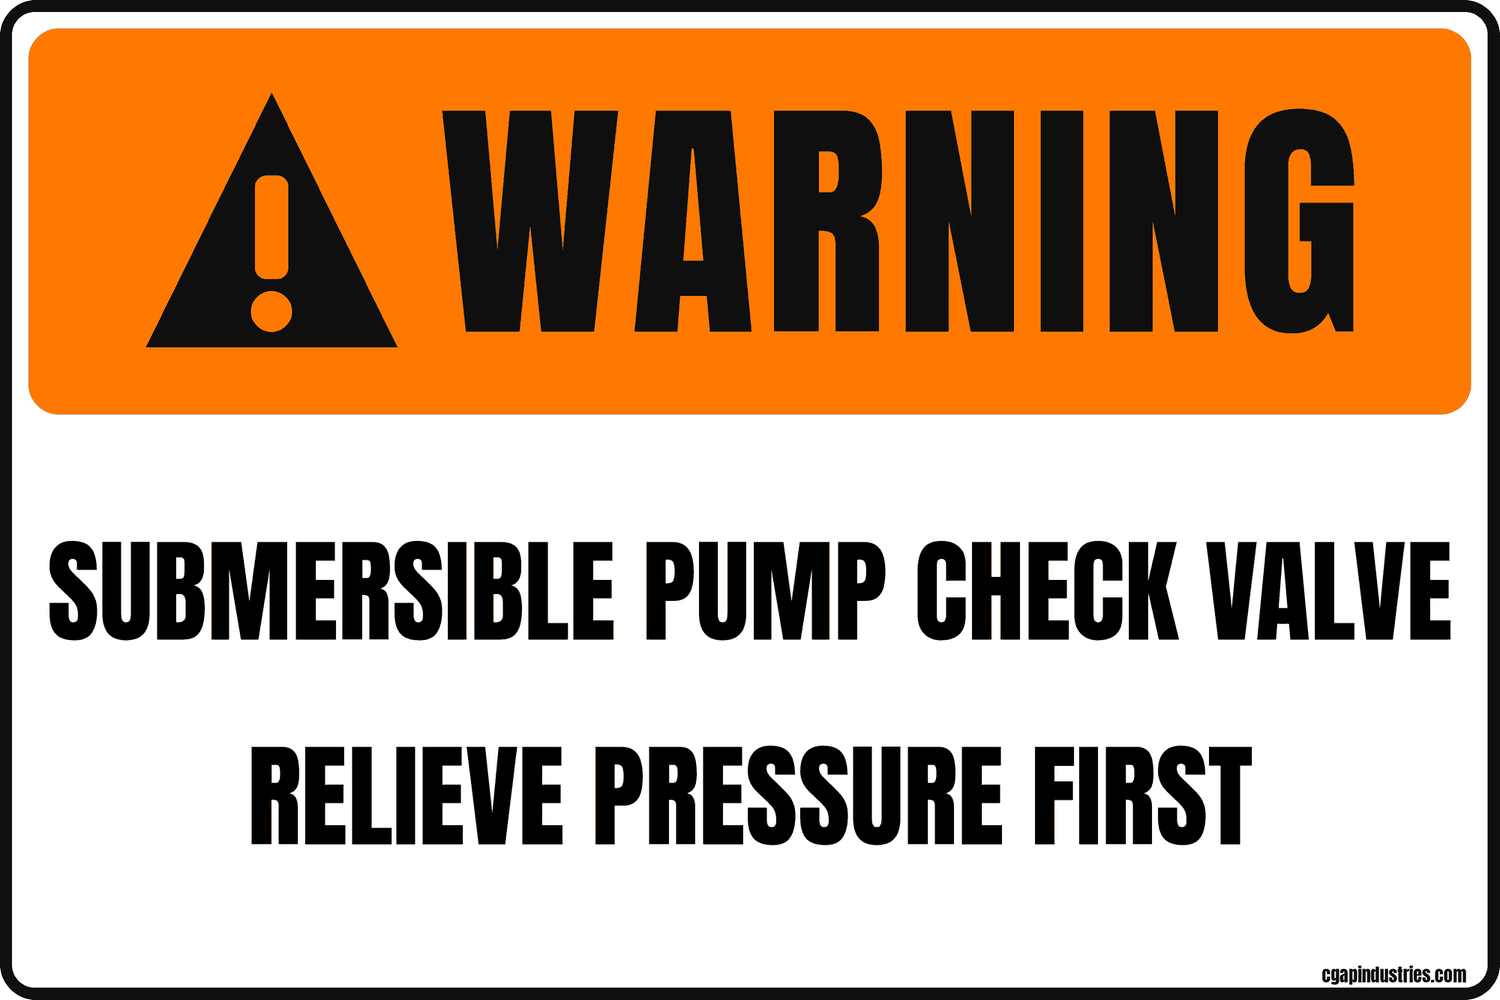 WARNING
SUBMERSIBLE PUMP CHECK VALVE
RELIEVE PRESSURE FIRST
cgapindustries.com